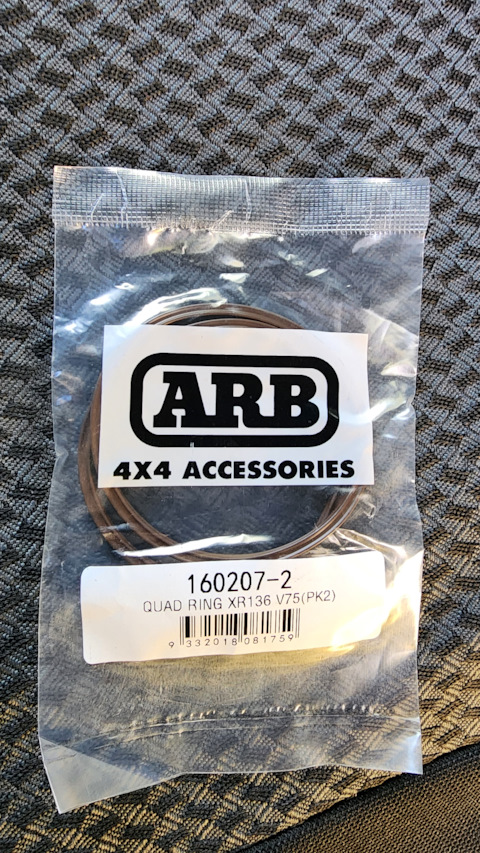 ARB
4X4 ACCESSORIES
160207-2
QUAD RING XR136 V75(PK2)
9 332018 081759